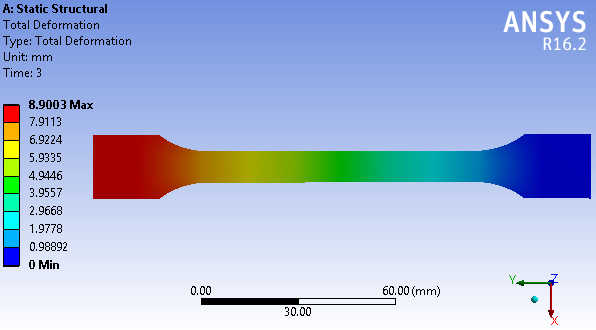 A: Static Structural
Total Deformation
Type: Total Deformation
Unit: mm
Time: 3
ANSYS
R16.2
8.9003 Max
7.9113
6.9224
5.9335
4.9446
3.9557
2.9668
1.9778
0.98892
0 Min
0.00
60.00 (mm)
30.00
Y
Z
X